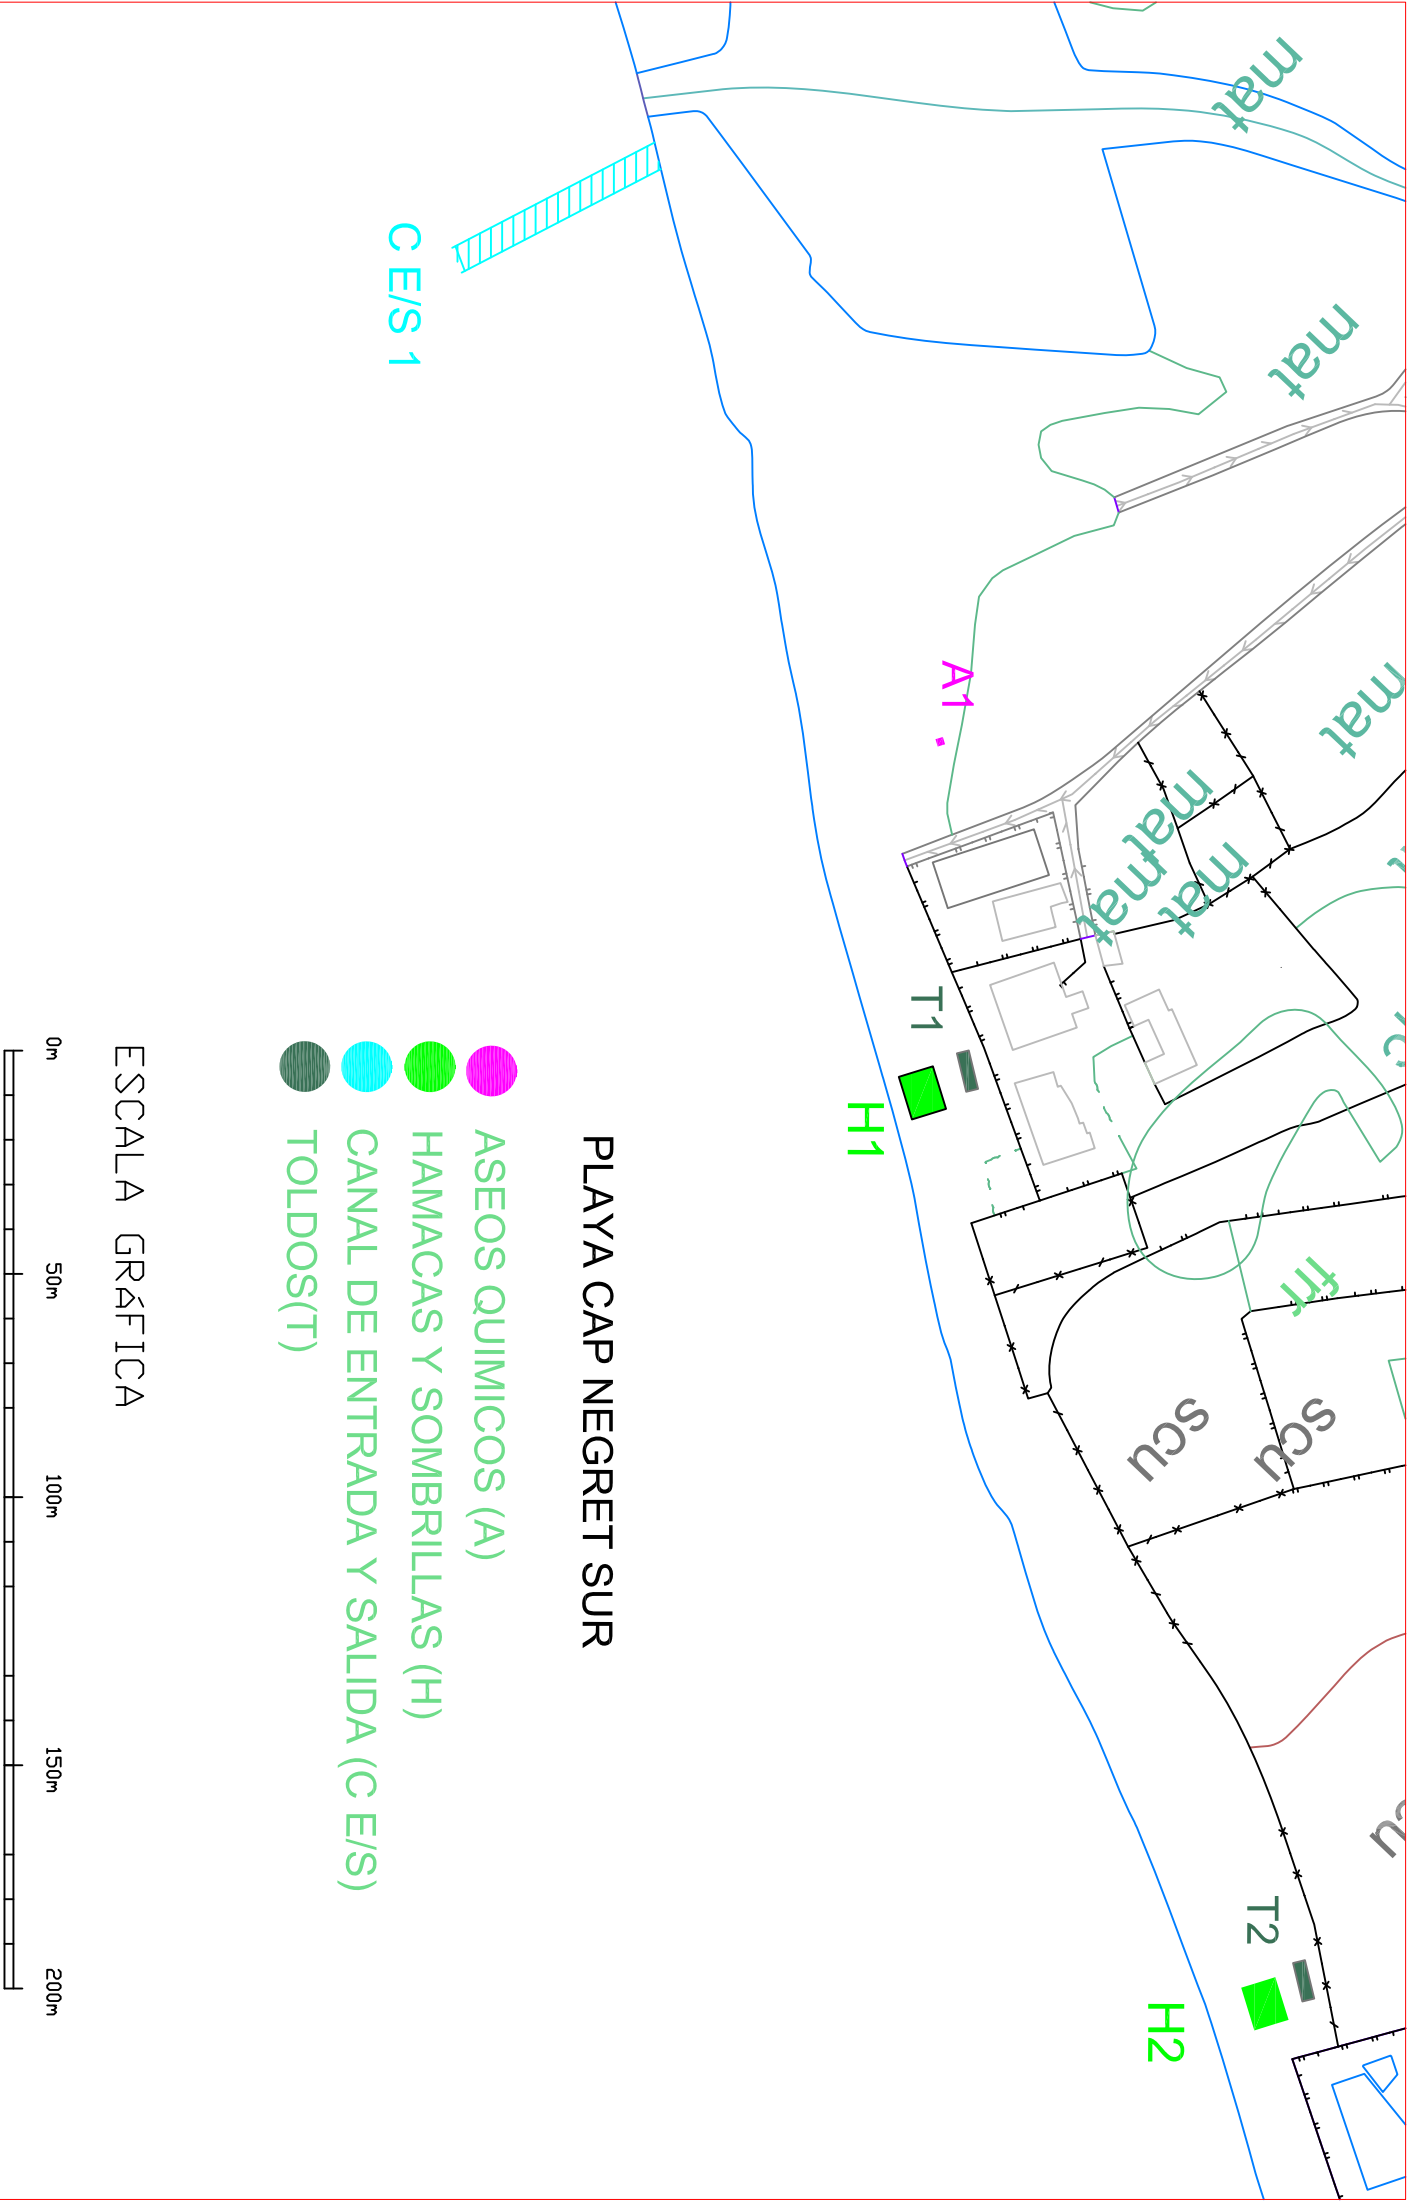 mat
mat
mat
mat
mat
mat
C E/S 1
A1
T1
H1
frr
scu
scu
T2
H2
PLAYA CAP NEGRET SUR
ASEOS QUIMICOS (A)
HAMACAS Y SOMBRILLAS (H)
CANAL DE ENTRADA Y SALIDA (C E/S)
TOLDOS(T)
ESCALA GRÁFICA
0m 50m 100m 150m 200m